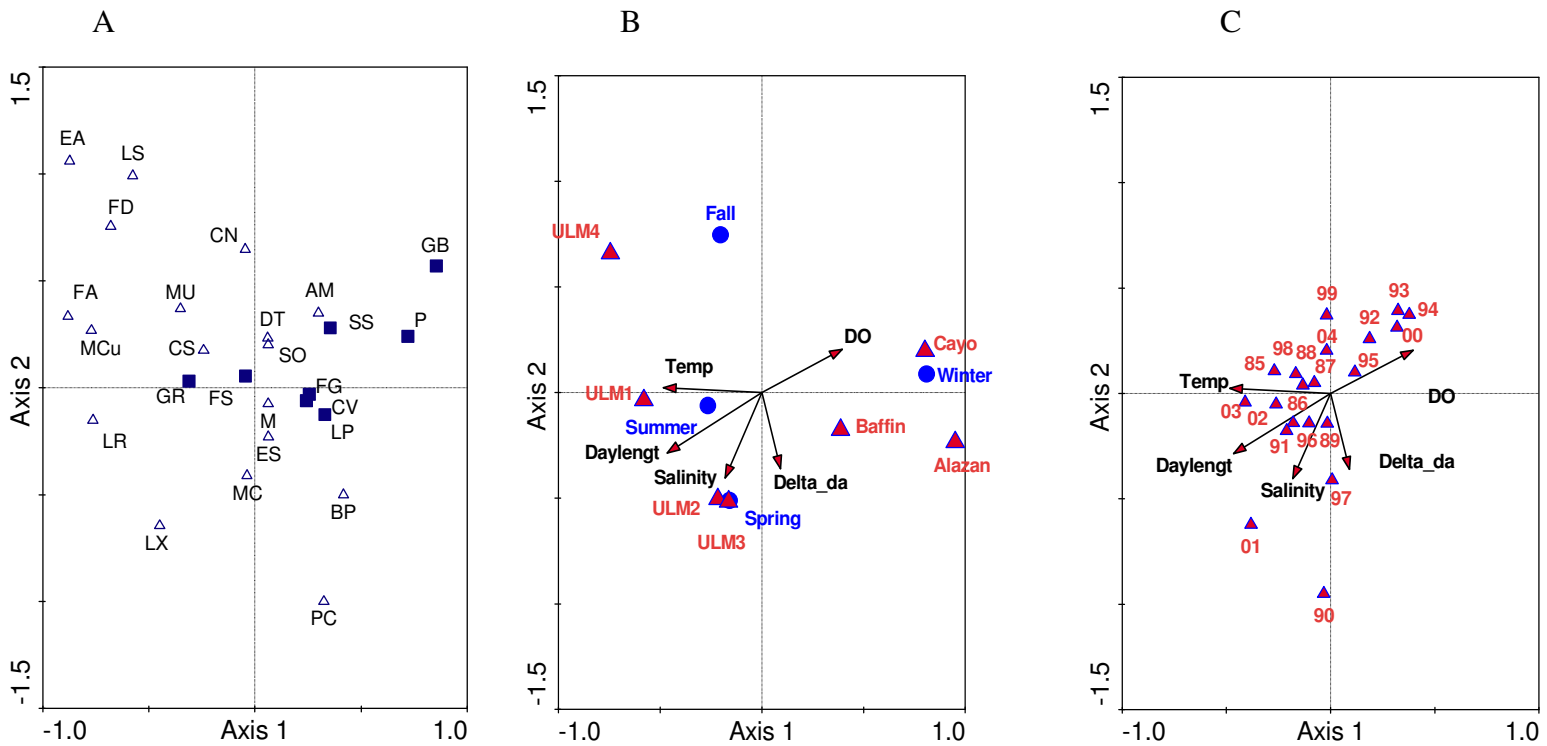 A
B
C
1.5
Axis 2
-1.5
-1.0
Axis 1
1.0
EA
LS
FD
CN
GB
FA
MU
AM
MCu
CS
DT
SS
P
SO
GR
FS
FG
CV
LR
M
LP
ES
MC
BP
LX
PC
1.5
Axis 2
-1.5
-1.0
Axis 1
1.0
Fall
ULM4
DO
Cayo
Temp
Winter
ULM1
Summer
Baffin
Daylengt
Alazan
Salinity
Delta_da
ULM2
Spring
ULM3
1.5
Axis 2
-1.5
-1.0
Axis 1
1.0
99
93
94
92
04
00
98
88
85
87
95
Temp
DO
03
02
86
91
96
89
Daylengt
Delta_da
Salinity
97
01
90